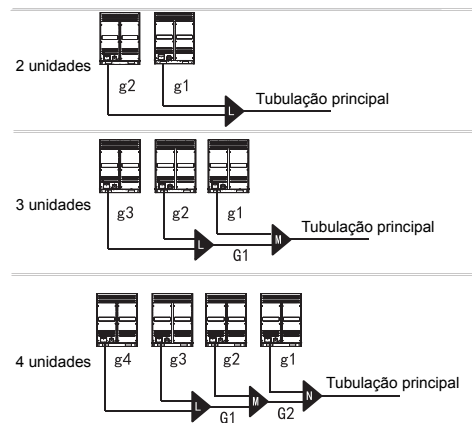 2 unidades
g2 g1
L
Tubulação principal
3 unidades
g3 g2 g1
L M
G1
Tubulação principal
4 unidades
g4 g3 g2 g1
L M N
G1 G2
Tubulação principal